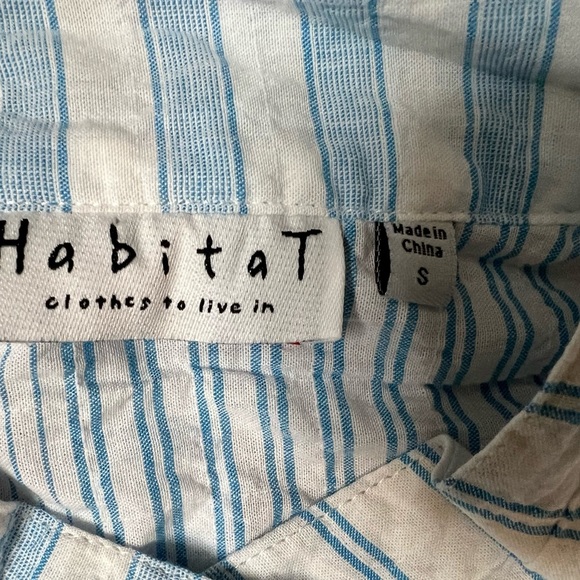 HabitaT
clothes to live in
Made in
China
S